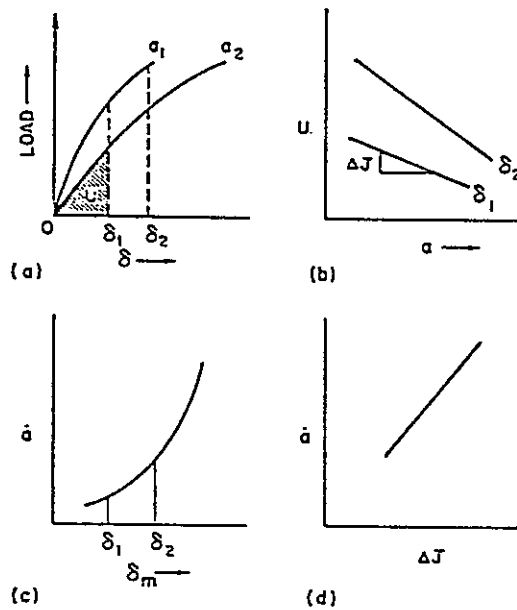 a₁
a₂
LOAD
U
O
δ₁
δ₂
δ
(a)
U.
ΔJ
δ₂
δ₁
a
(b)
ȧ
δ₁
δ₂
δₘ
(c)
ȧ
ΔJ
(d)